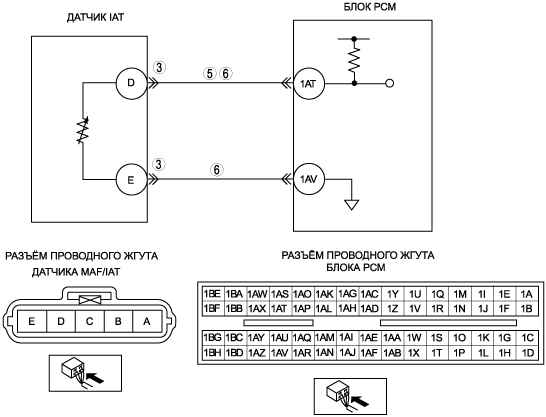 ДАТЧИК IAT
БЛОК PCM
D
3
5 6
1AT
E
3
6
1AV
РАЗЪЁМ ПРОВОДНОГО ЖГУТА
ДАТЧИКА MAF/IAT
E D C B A
РАЗЪЁМ ПРОВОДНОГО ЖГУТА
БЛОКА PCM
1BE 1BA 1AW 1AS 1AO 1AK 1AG 1AC 1Y 1U 1Q 1M 1I 1E 1A
1BF 1BB 1AX 1AT 1AP 1AL 1AH 1AD 1Z 1V 1R 1N 1J 1F 1B
1BG 1BC 1AY 1AU 1AQ 1AM 1AI 1AE 1AA 1W 1S 1O 1K 1G 1C
1BH 1BD 1AZ 1AV 1AR 1AN 1AJ 1AF 1AB 1X 1T 1P 1L 1H 1D